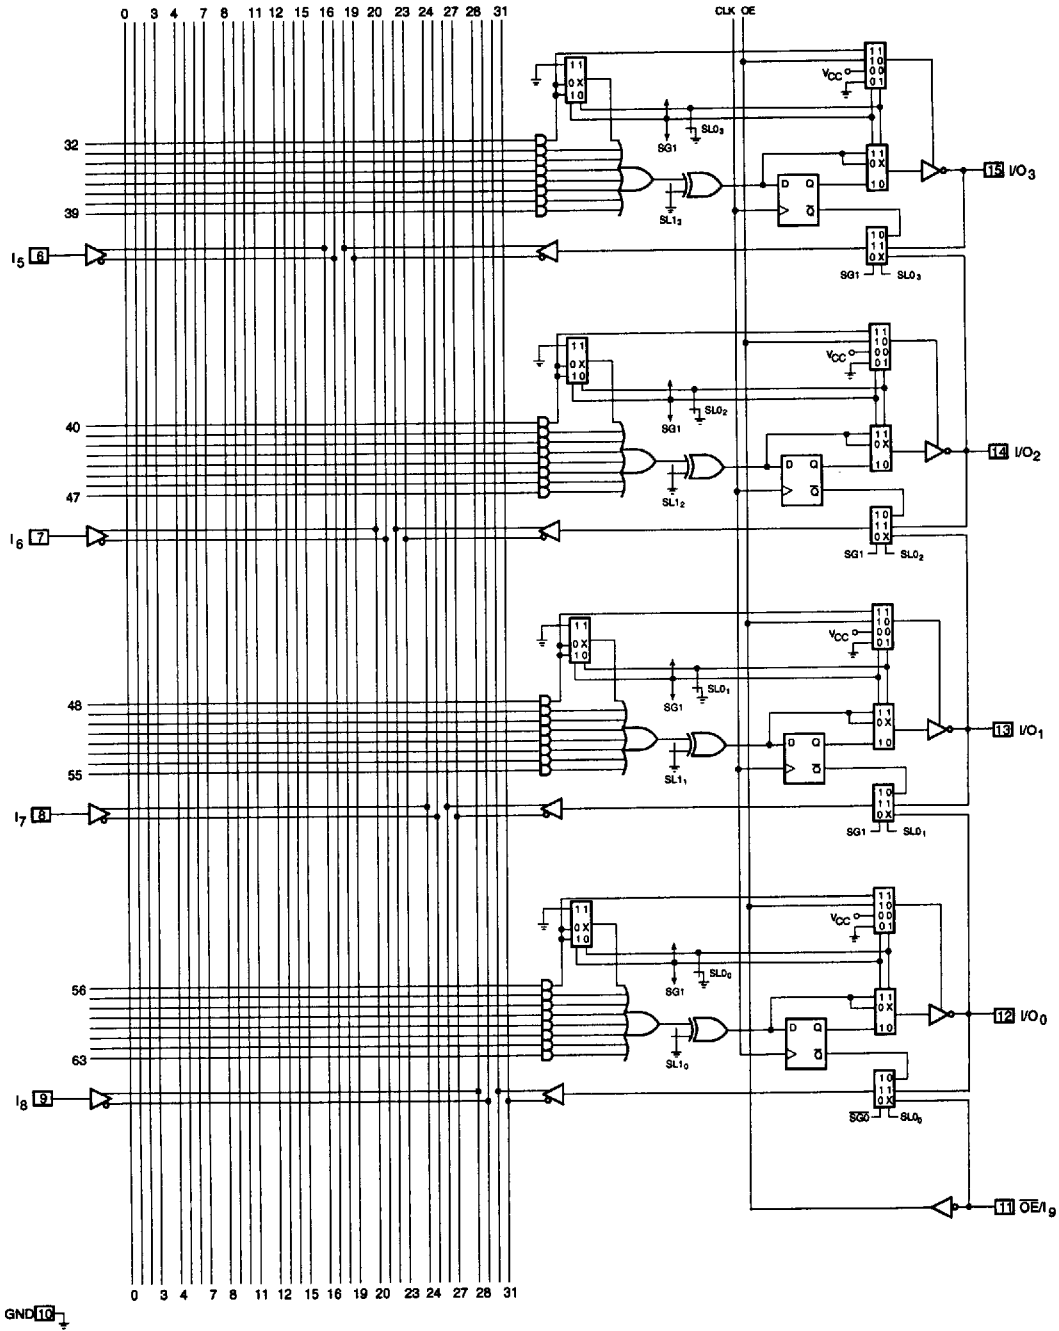 0 3 4 7 8 11 12 15 16 19 20 23 24 27 28 31
CLK OE
11
10
00
01
VCC
11
0X
10
SG1 SL0₃
32
39
SL1₃
D Q
Q̅
11
0X
10
15 I/O₃
I₅ 6
10
11
0X
SG1 SL0₃
11
10
00
01
VCC
11
0X
10
SG1 SL0₂
40
47
SL1₂
D Q
Q̅
11
0X
10
14 I/O₂
I₆ 7
10
11
0X
SG1 SL0₂
11
10
00
01
VCC
11
0X
10
SG1 SL0₁
48
55
SL1₁
D Q
Q̅
11
0X
10
13 I/O₁
I₇ 8
10
11
0X
SG1 SL0₁
11
10
00
01
VCC
11
0X
10
SG1 SL0₀
56
63
SL1₀
D Q
Q̅
11
0X
10
12 I/O₀
I₈ 9
10
11
0X
S̅G̅0̅ SL0₀
11 O̅E̅/I₉
0 3 4 7 8 11 12 15 16 19 20 23 24 27 28 31
GND 10